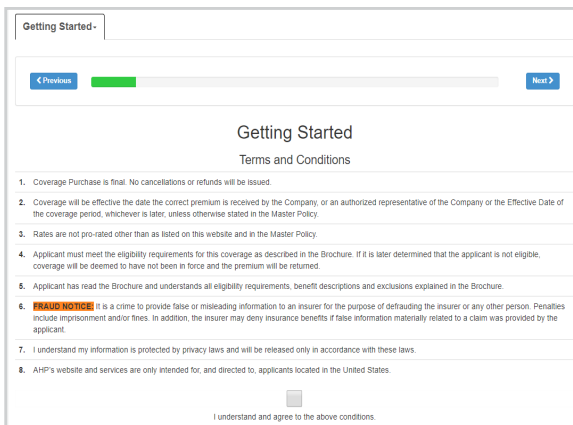 Getting Started
Previous
Next
Getting Started
Terms and Conditions
1. Coverage Purchase is final. No cancellations or refunds will be issued.
2. Coverage will be effective the date the correct premium is received by the Company, or an authorized representative of the Company or the Effective Date of
the coverage period, whichever is later, unless otherwise stated in the Master Policy.
3. Rates are not pro-rated other than as listed on this website and in the Master Policy.
4. Applicant must meet the eligibility requirements for this coverage as described in the Brochure. If it is later determined that the applicant is not eligible,
coverage will be deemed to have not been in force and the premium will be returned.
5. Applicant has read the Brochure and understands all eligibility requirements, benefit descriptions and exclusions explained in the Brochure.
6. FRAUD NOTICE: It is a crime to provide false or misleading information to an insurer for the purpose of defrauding the insurer or any other person. Penalties
include imprisonment and/or fines. In addition, the insurer may deny insurance benefits if false information materially related to a claim was provided by the
applicant.
7. I understand my information is protected by privacy laws and will be released only in accordance with these laws.
8. AHP's website and services are only intended for, and directed to, applicants located in the United States.
I understand and agree to the above conditions.